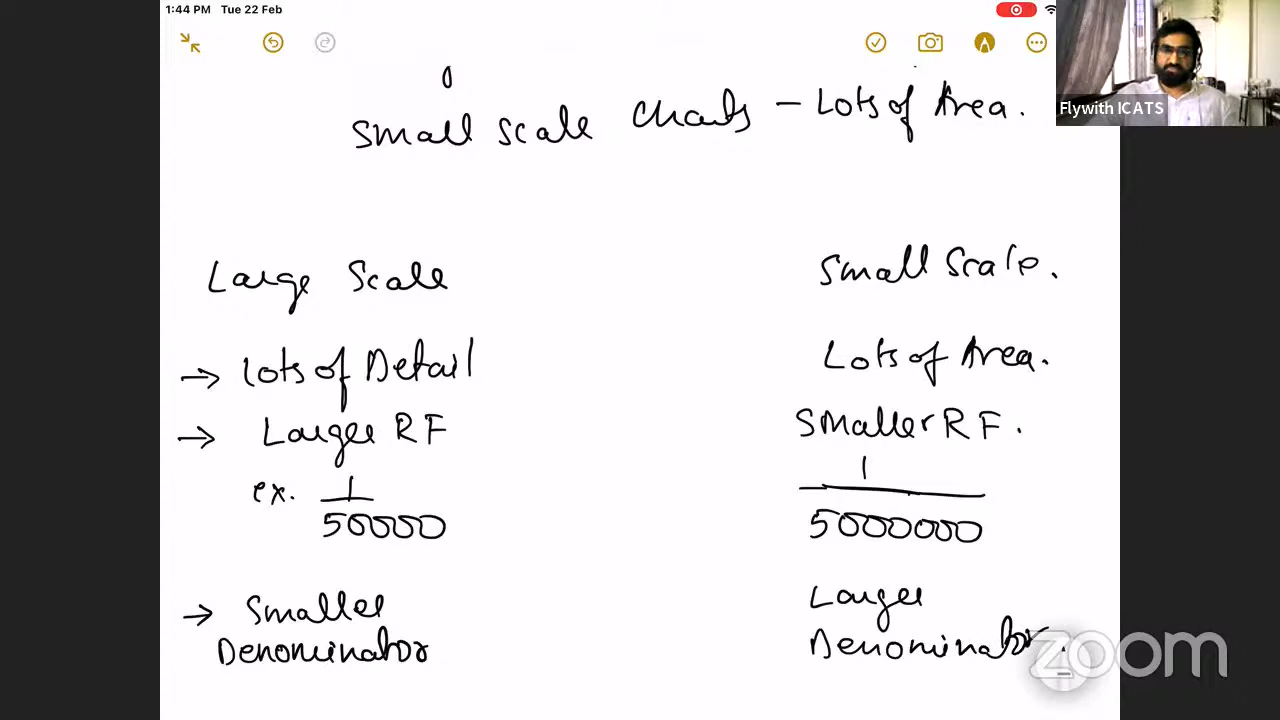 1:44 PM Tue 22 Feb
Flywith ICATS
Small Scale Charts - Lots of Area.
Large Scale
Small Scale.
→ Lots of Detail
Lots of Area.
→ Larger RF
Smaller RF.
ex. 1
50000
1
5000000
→ Smaller
Denominator
Larger
Denominator.
zoom